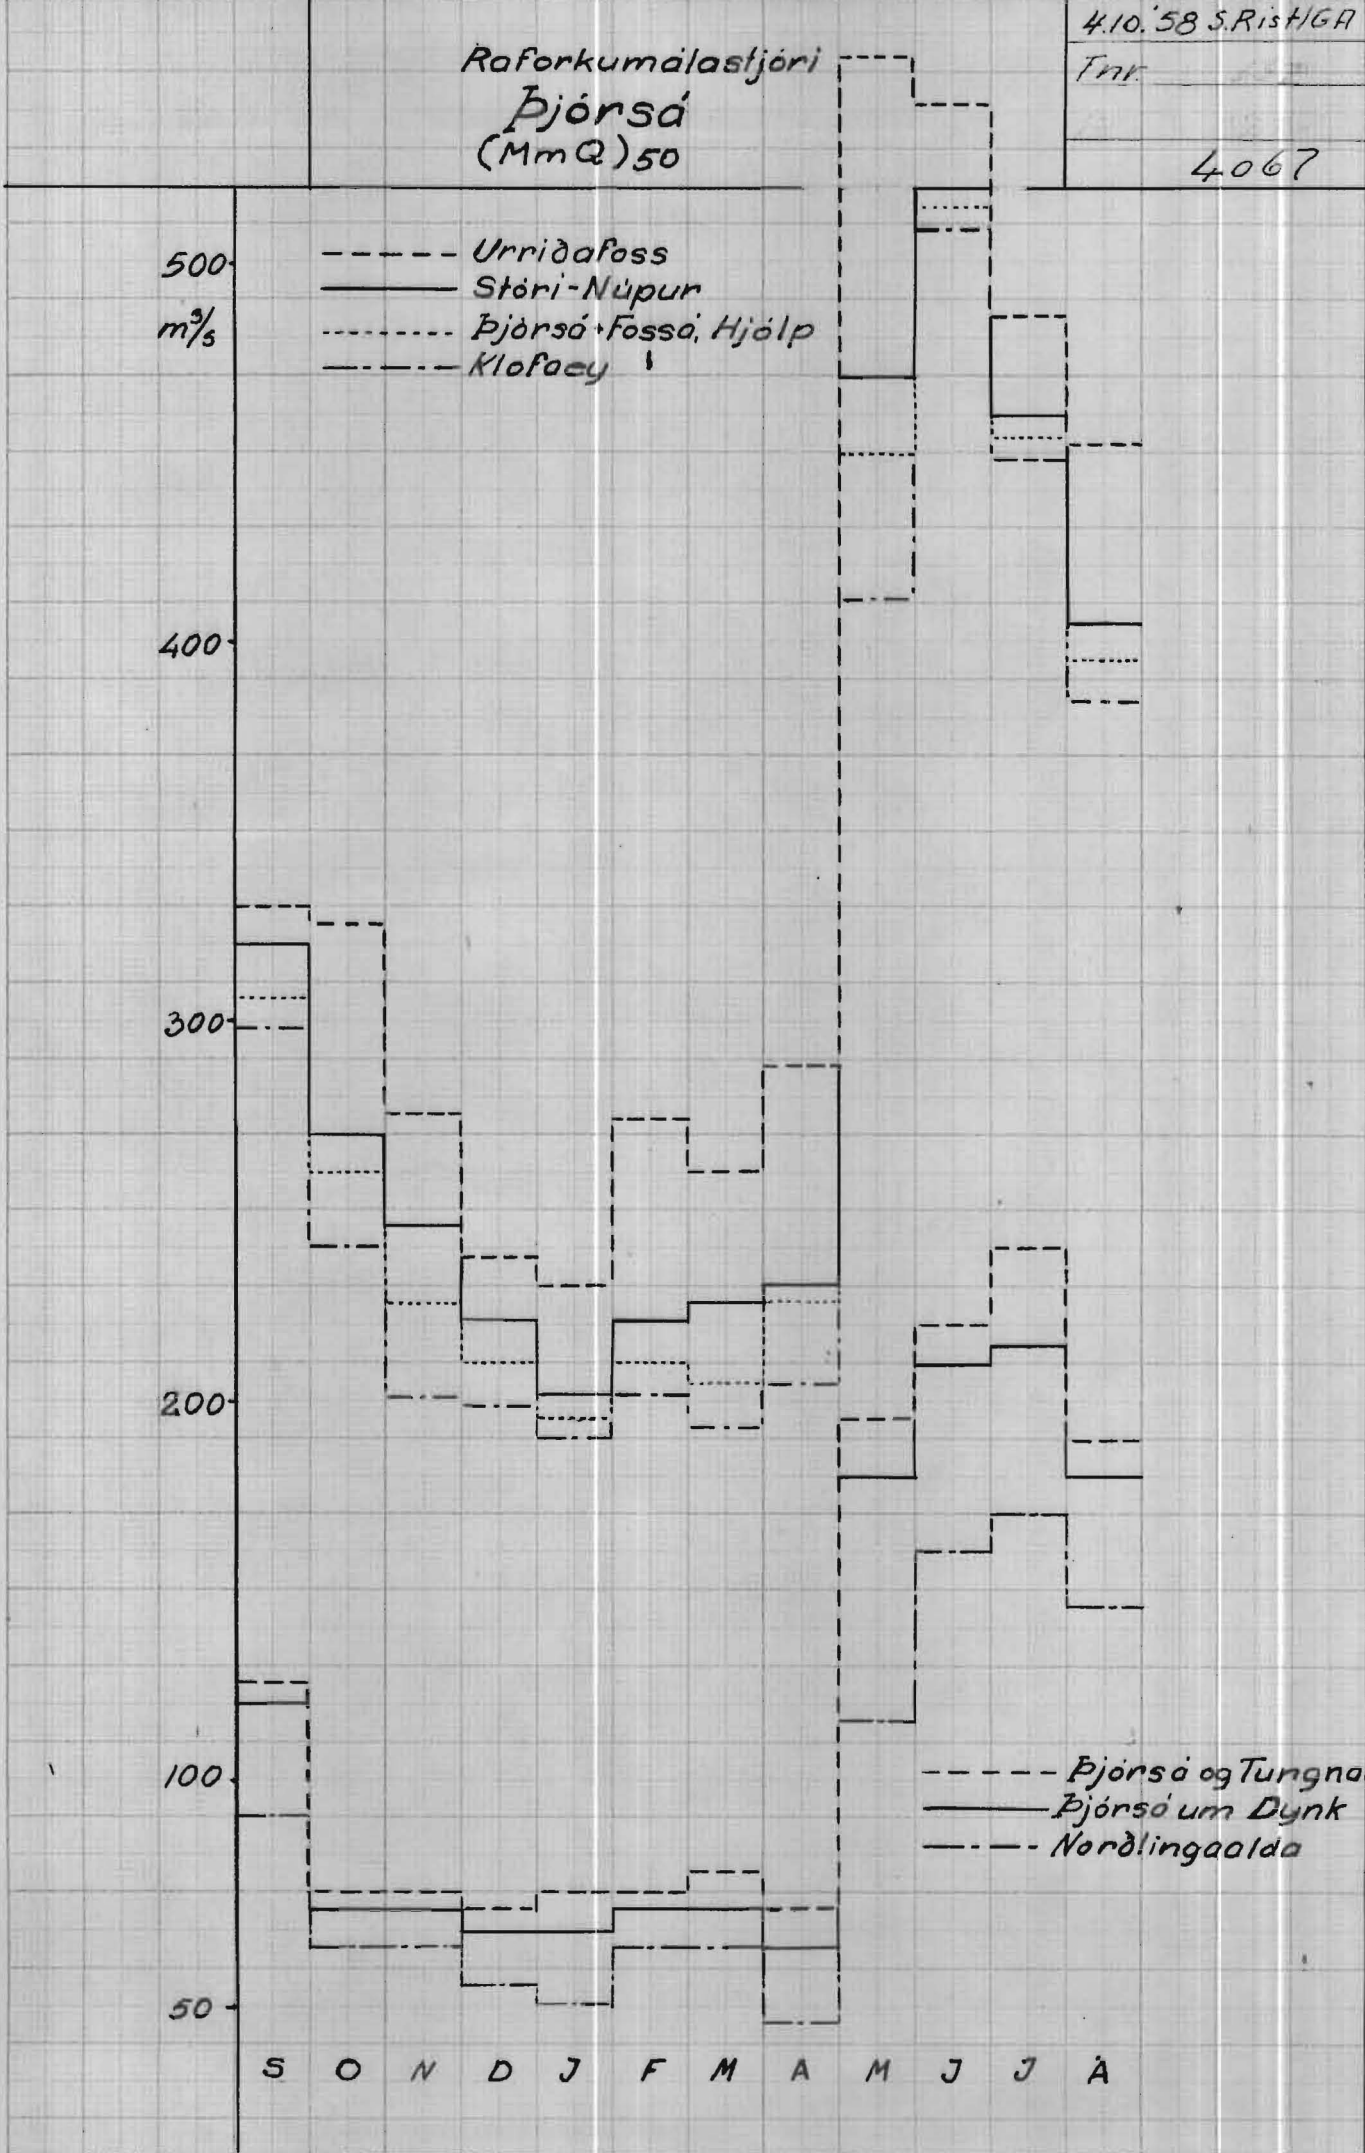 4.10.'58 S.Rist/GA
Raforkumálastjóri
Fnr.
Þjórsá
(MmQ)50
4067
Urriðafoss
500
Stóri-Núpur
m³/s
Þjórsá+Fossá, Hjálp
Klofaey
400
300
200
100
Þjórsá og Tungna
Þjórsá um Dynk
Norðlingaalda
50
S O N D J F M A M J J Á